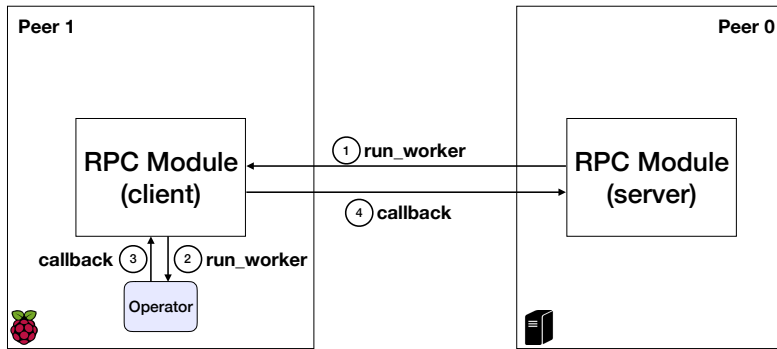 Peer 1
Peer 0
1 run_worker
RPC Module
(client)
RPC Module
(server)
4 callback
callback 3
2 run_worker
Operator